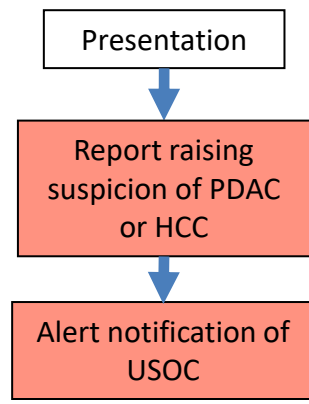 Presentation
Report raising
suspicion of PDAC
or HCC
Alert notification of
USOC